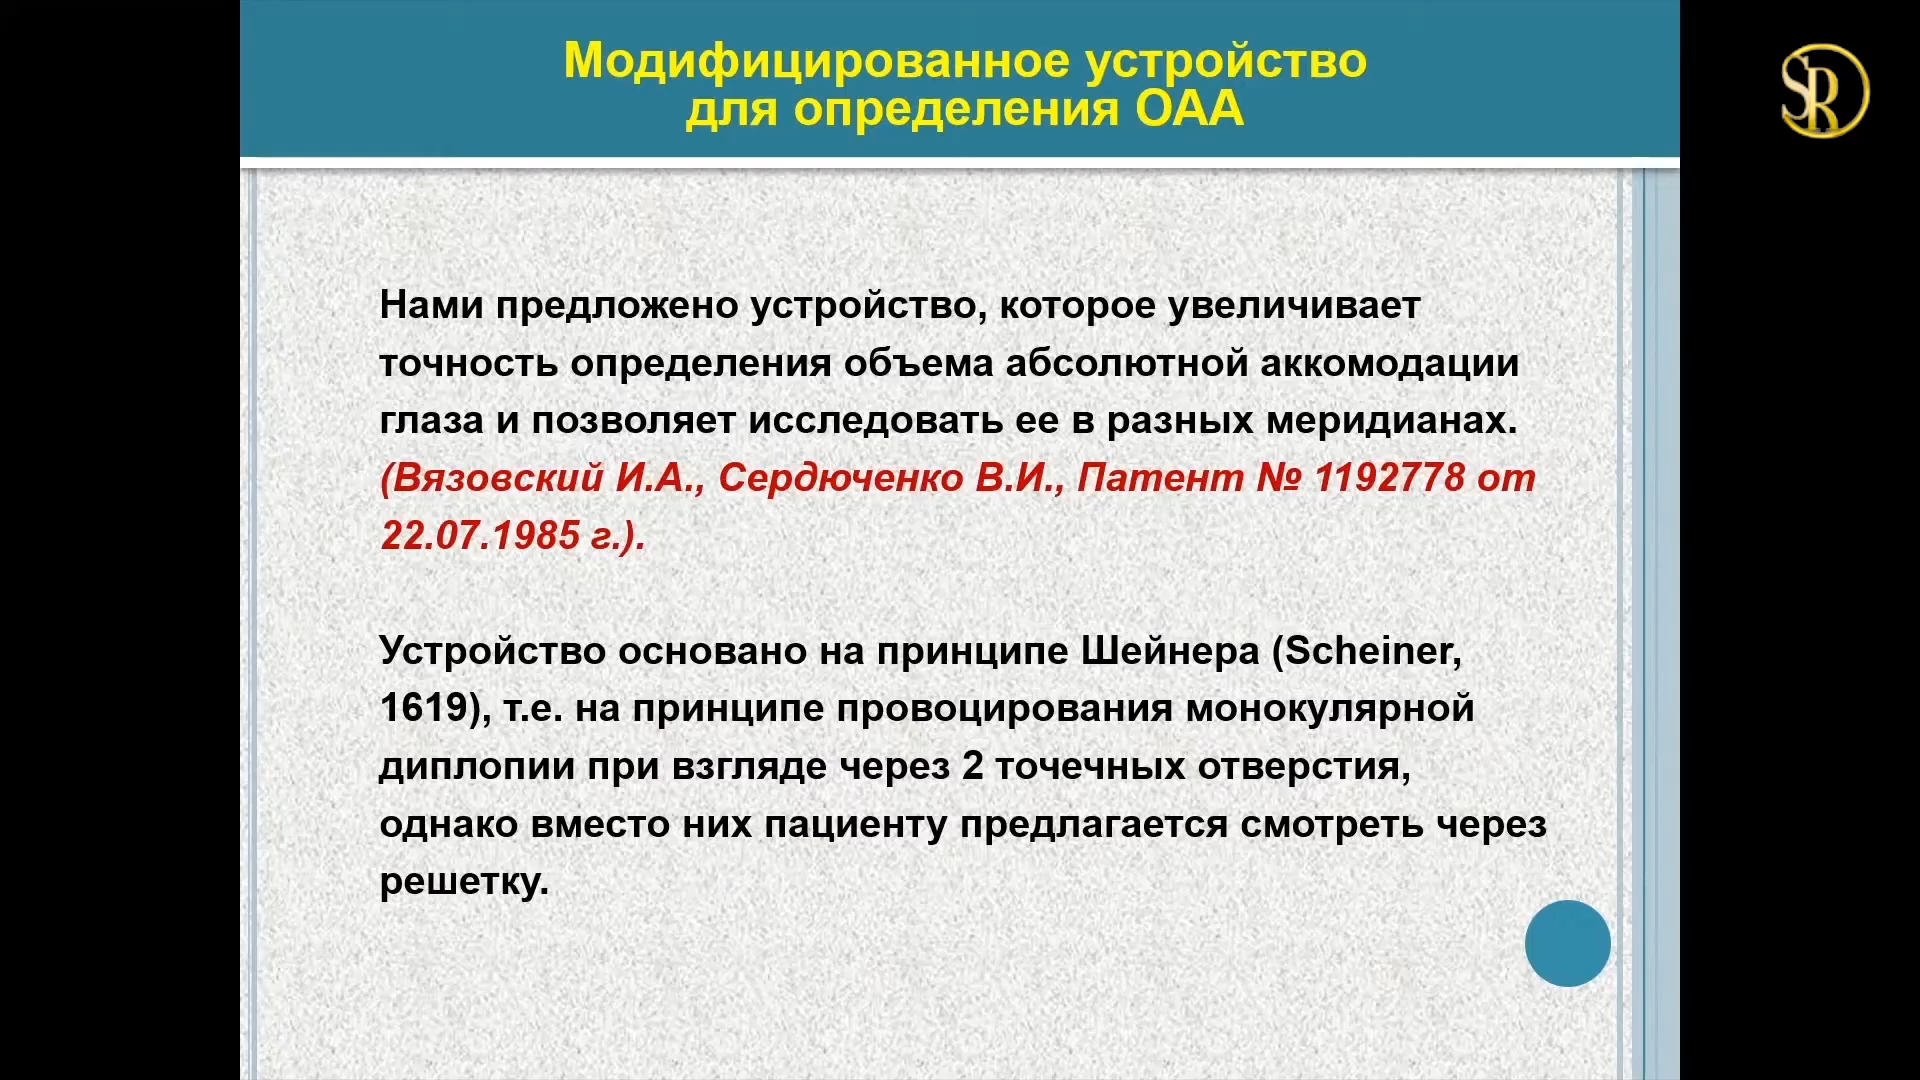 Модифицированное устройство
для определения ОАА
SR
Нами предложено устройство, которое увеличивает
точность определения объема абсолютной аккомодации
глаза и позволяет исследовать ее в разных меридианах.
(Вязовский И.А., Сердюченко В.И., Патент № 1192778 от
22.07.1985 г.).
Устройство основано на принципе Шейнера (Scheiner,
1619), т.е. на принципе провоцирования монокулярной
диплопии при взгляде через 2 точечных отверстия,
однако вместо них пациенту предлагается смотреть через
решетку.